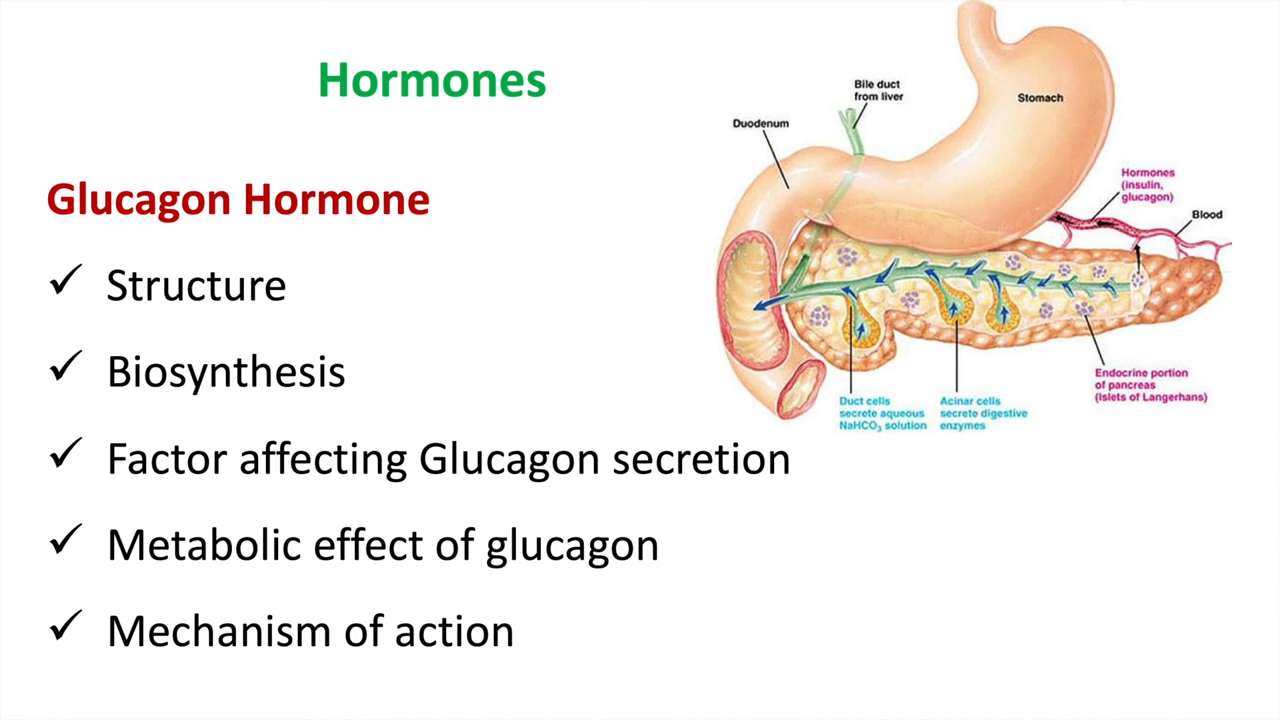 Hormones
Glucagon Hormone
✓ Structure
✓ Biosynthesis
✓ Factor affecting Glucagon secretion
✓ Metabolic effect of glucagon
✓ Mechanism of action
Bile duct
from liver
Stomach
Duodenum
Hormones
(insulin,
glucagon)
Blood
Endocrine portion
of pancreas
(Islets of Langerhans)
Duct cells
secrete aqueous
NaHCO₃ solution
Acinar cells
secrete digestive
enzymes